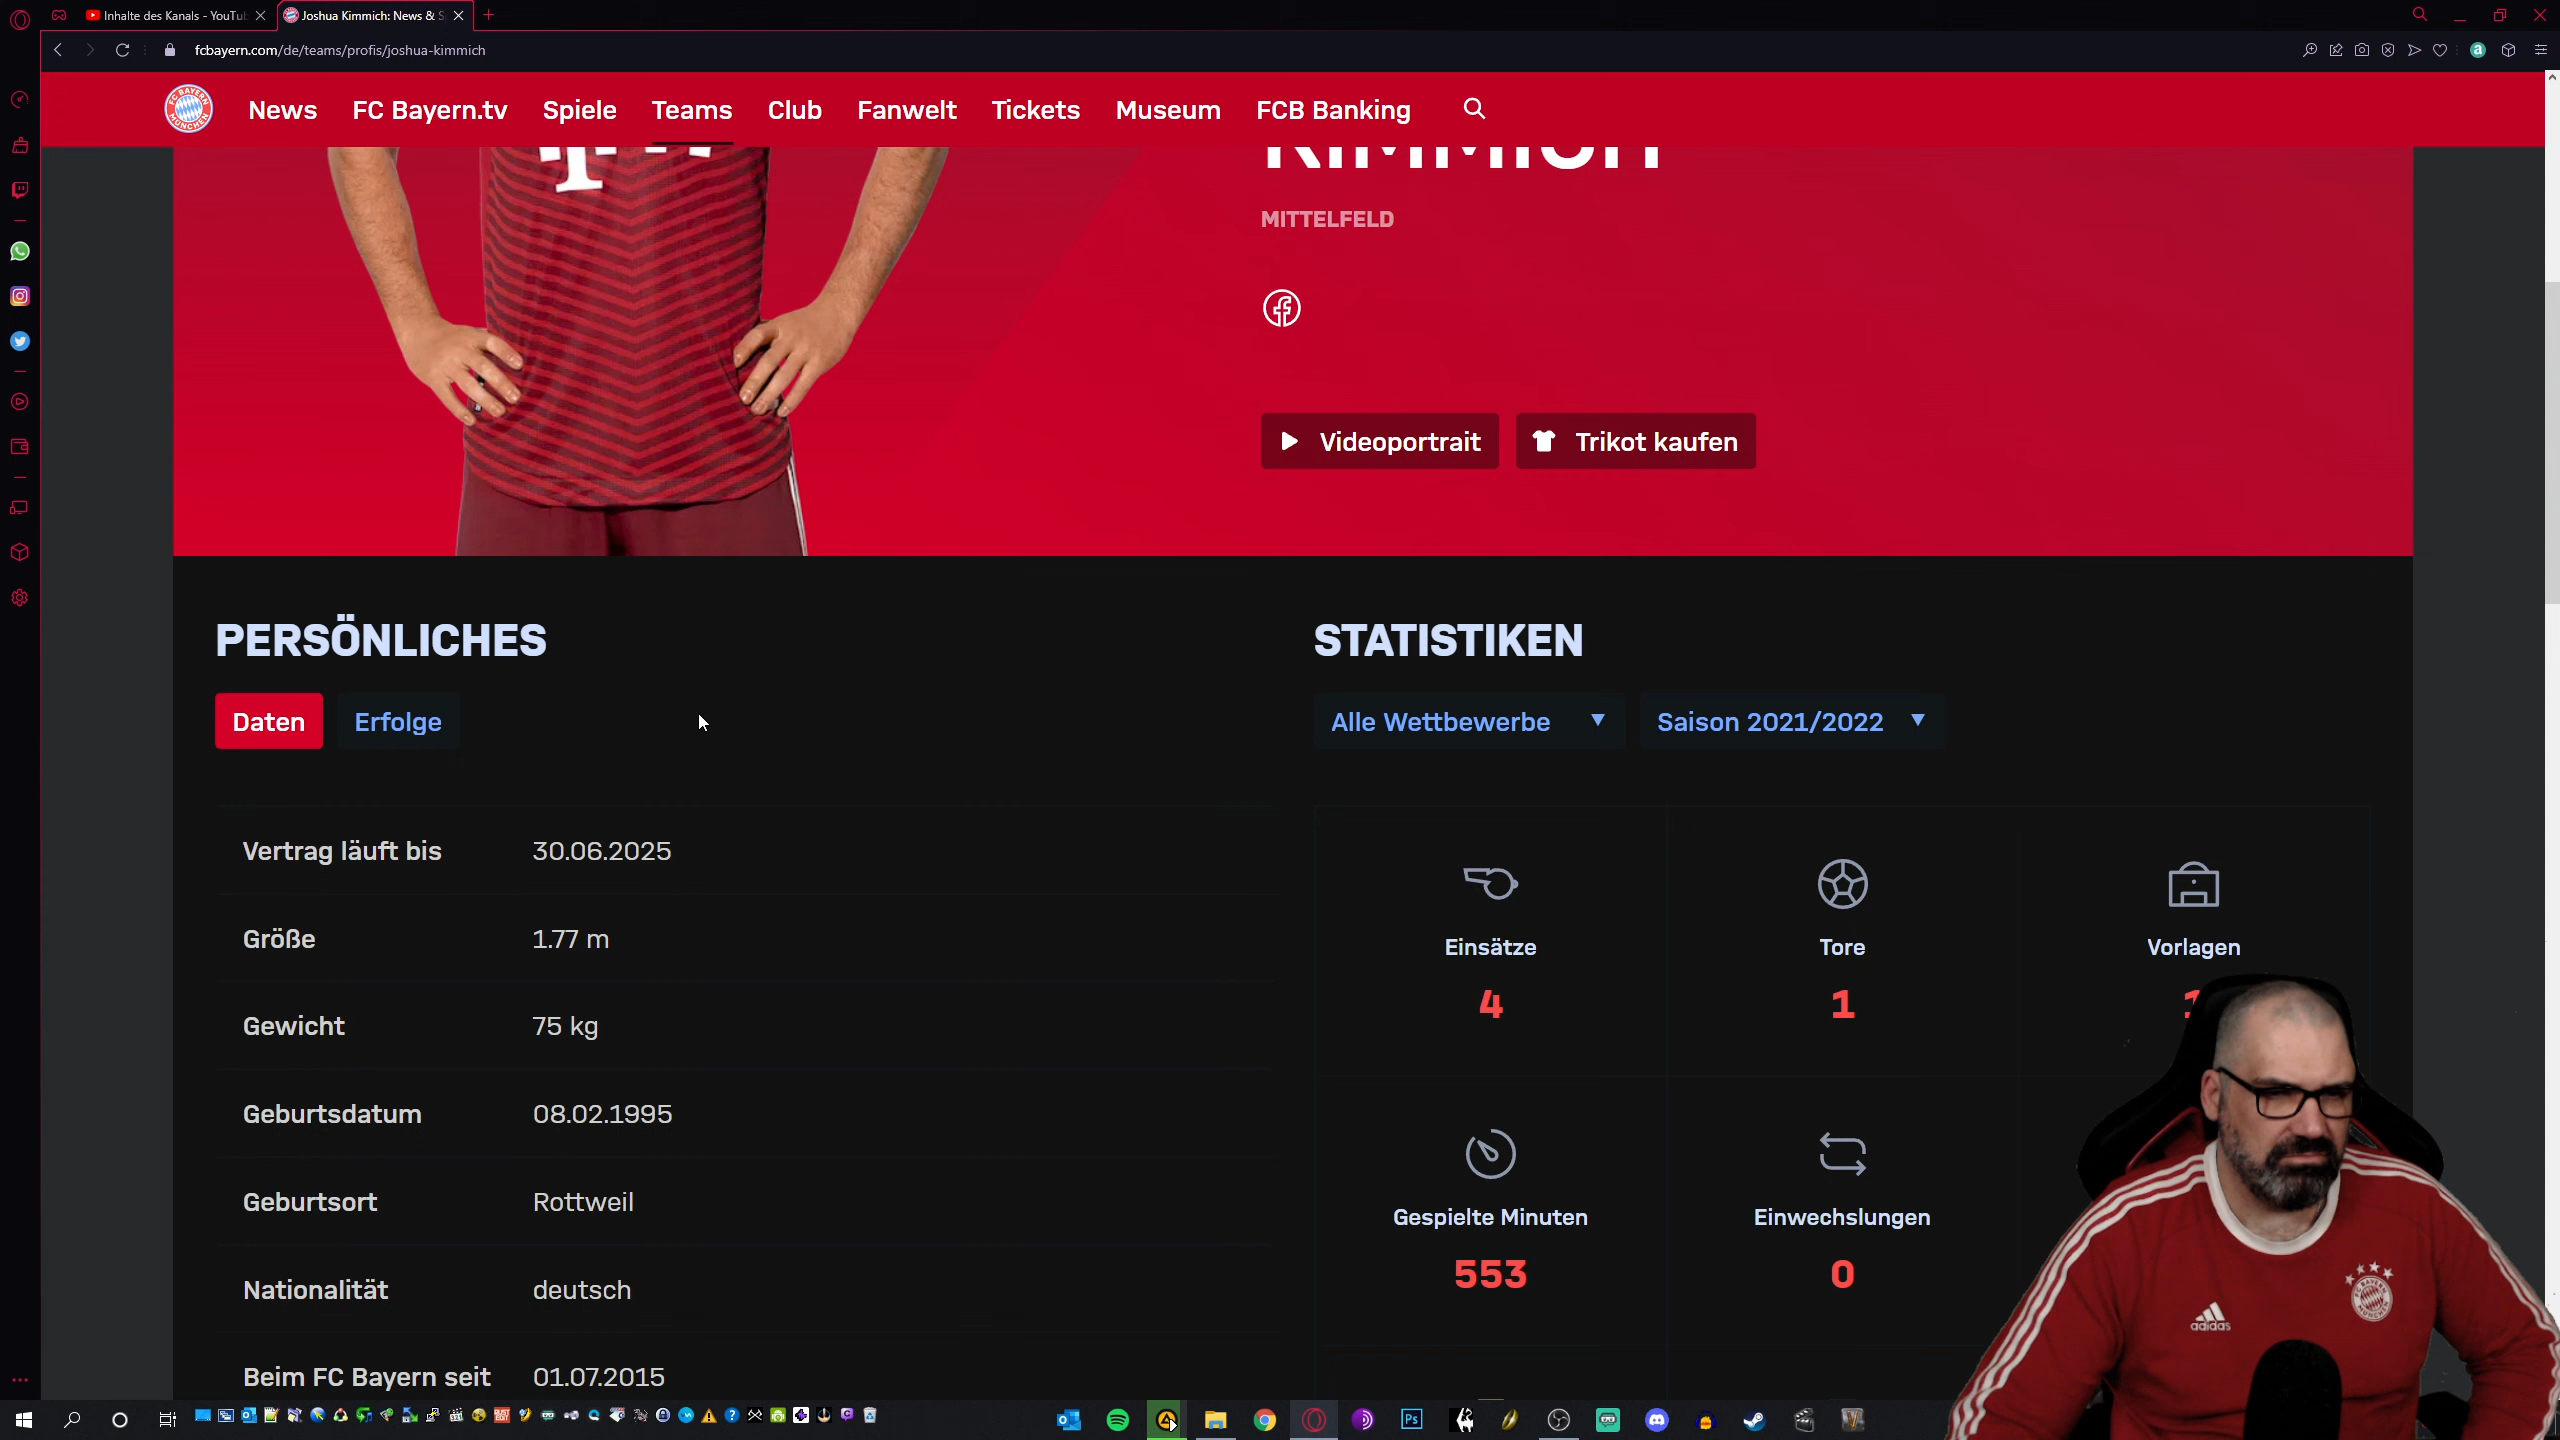 Inhalte des Kanals - YouTu
Joshua Kimmich: News & S
fcbayern.com/de/teams/profis/joshua-kimmich
News FC Bayern.tv Spiele Teams Club Fanwelt Tickets Museum FCB Banking
KIMMICH
MITTELFELD
Videoportrait Trikot kaufen
PERSÖNLICHES
Daten Erfolge
Vertrag läuft bis 30.06.2025
Größe 1.77 m
Gewicht 75 kg
Geburtsdatum 08.02.1995
Geburtsort Rottweil
Nationalität deutsch
Beim FC Bayern seit 01.07.2015
STATISTIKEN
Alle Wettbewerbe Saison 2021/2022
Einsätze
4
Tore
1
Vorlagen
Gespielte Minuten
553
Einwechslungen
0
adidas
Ps